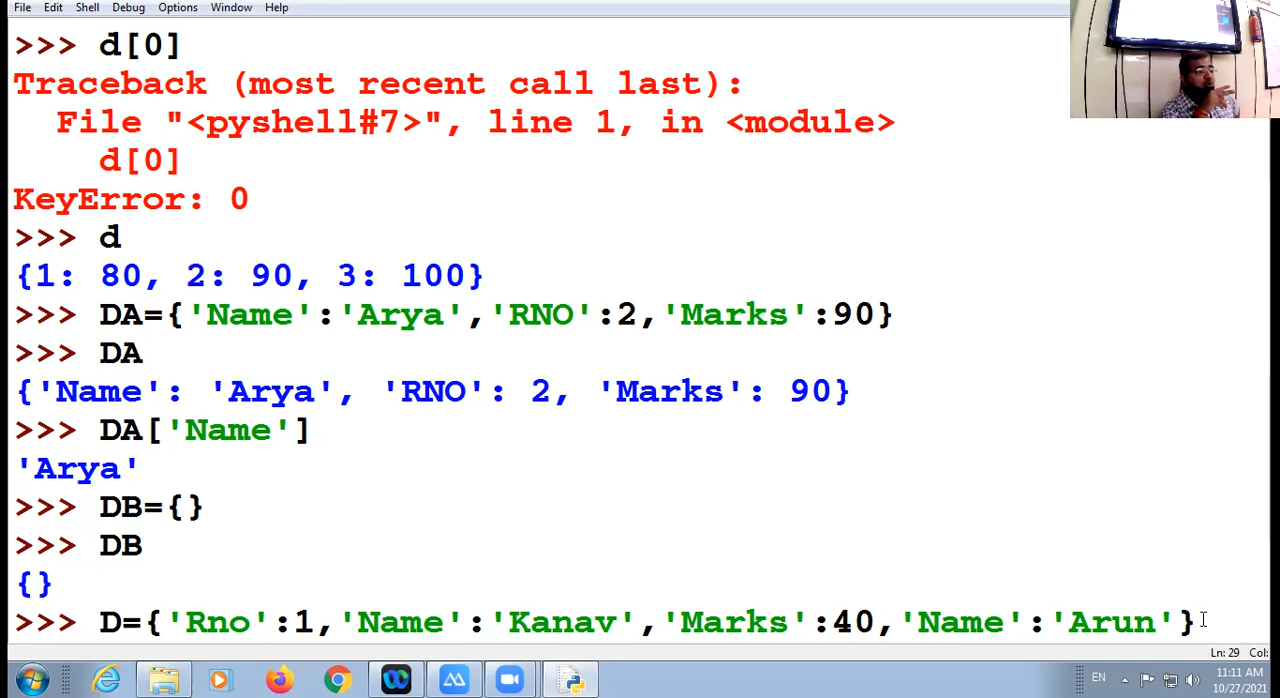 File Edit Shell Debug Options Window Help
>>> d[0]
Traceback (most recent call last):
  File "<pyshell#7>", line 1, in <module>
    d[0]
KeyError: 0
>>> d
{1: 80, 2: 90, 3: 100}
>>> DA={'Name':'Arya','RNO':2,'Marks':90}
>>> DA
{'Name': 'Arya', 'RNO': 2, 'Marks': 90}
>>> DA['Name']
'Arya'
>>> DB={}
>>> DB
{}
>>> D={'Rno':1,'Name':'Kanav','Marks':40,'Name':'Arun'}
Ln: 29 Col:
EN
11:11 AM
10/27/2021